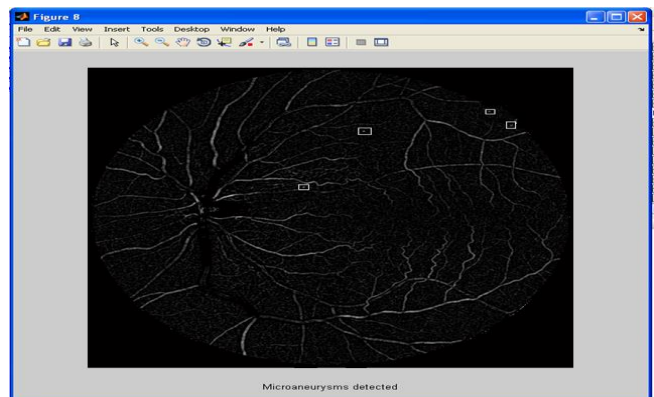 Figure 8
File Edit View Insert Tools Desktop Window Help
Microaneurysms detected